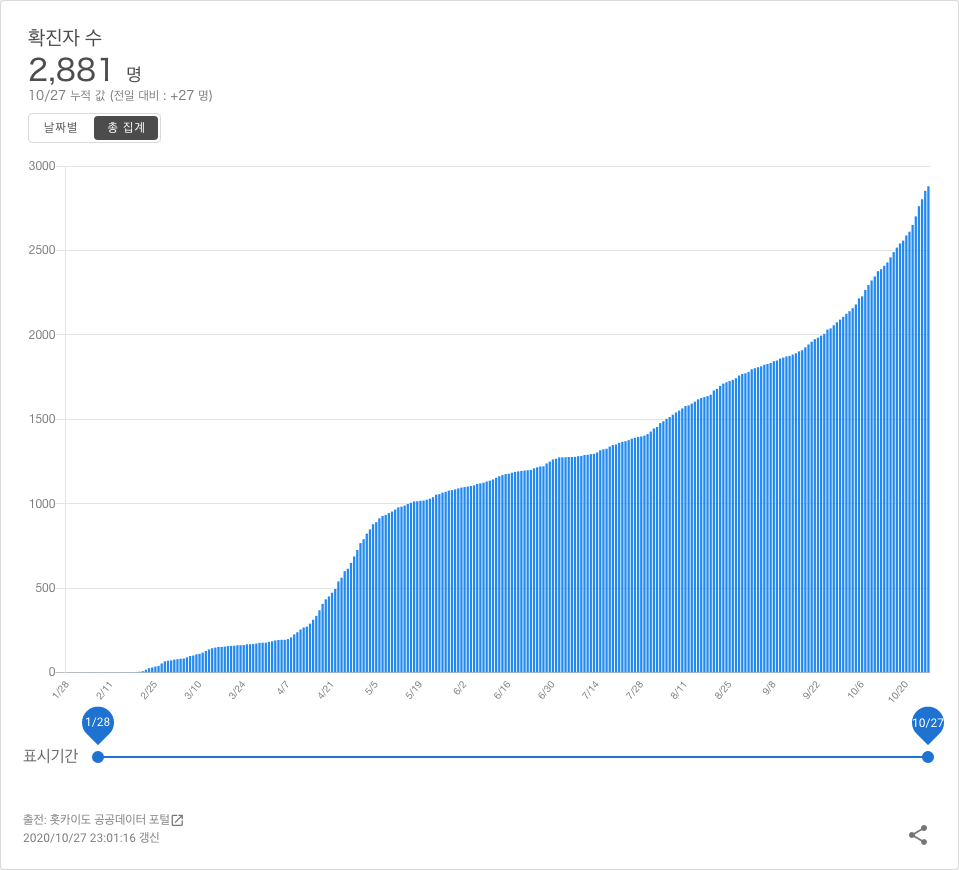 확진자 수
2,881 명
10/27 누적 값 (전일 대비 : +27 명)
날짜별 총 집계
3000
2500
2000
1500
1000
500
0
1/28 2/11 2/25 3/10 3/24 4/7 4/21 5/5 5/19 6/2 6/16 6/30 7/14 7/28 8/11 8/25 9/8 9/22 10/6 10/20
1/28 10/27
표시기간
출전: 홋카이도 공공데이터 포털
2020/10/27 23:01:16 갱신